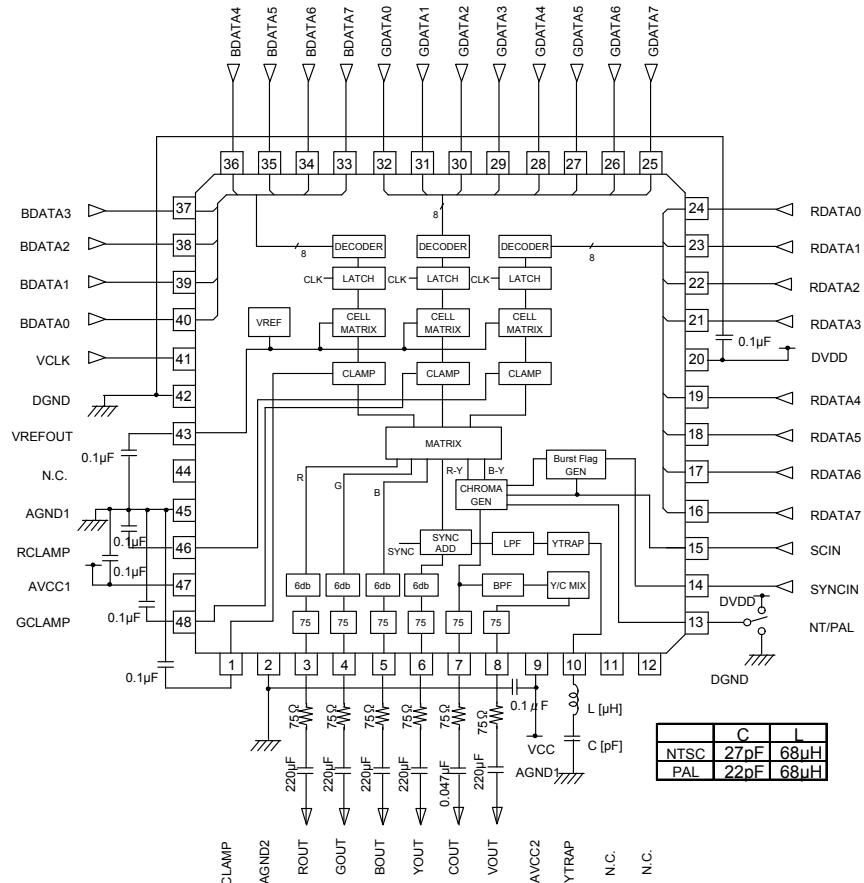 BDATA4 BDATA5 BDATA6 BDATA7 GDATA0 GDATA1 GDATA2 GDATA3 GDATA4 GDATA5 GDATA6 GDATA7
36 35 34 33 32 31 30 29 28 27 26 25
BDATA3 37
BDATA2 38
BDATA1 39
BDATA0 40
VCLK 41
DGND 42
VREFOUT 43
0.1µF
N.C. 44
AGND1 45
RCLAMP 46
0.1µF
AVCC1 47
GCLAMP 48
0.1µF
0.1µF
8
8 DECODER DECODER DECODER 8
CLK LATCH CLK LATCH CLK LATCH
VREF
CELL MATRIX
CELL MATRIX
CELL MATRIX
CLAMP CLAMP CLAMP
MATRIX
R G B R-Y B-Y
Burst Flag
GEN
CHROMA
GEN
SYNC SYNC
ADD
LPF YTRAP
6db 6db 6db 6db BPF Y/C MIX
75 75 75 75 75 75
24 RDATA0
23 RDATA1
22 RDATA2
21 RDATA3
0.1µF
20 DVDD
19 RDATA4
18 RDATA5
17 RDATA6
16 RDATA7
15 SCIN
14 SYNCIN
DVDD
13 NT/PAL
DGND
1 2 3 4 5 6 7 8 9 10 11 12
0.1µF
75Ω 75Ω 75Ω 75Ω 75Ω 75Ω
220µF 220µF 220µF 220µF 0.047µF 220µF
VCC
AGND1
L [µH]
C [pF]
C L
NTSC 27pF 68µH
PAL 22pF 68µH
CLAMP AGND2 ROUT GOUT BOUT YOUT COUT VOUT AVCC2 YTRAP N.C. N.C.